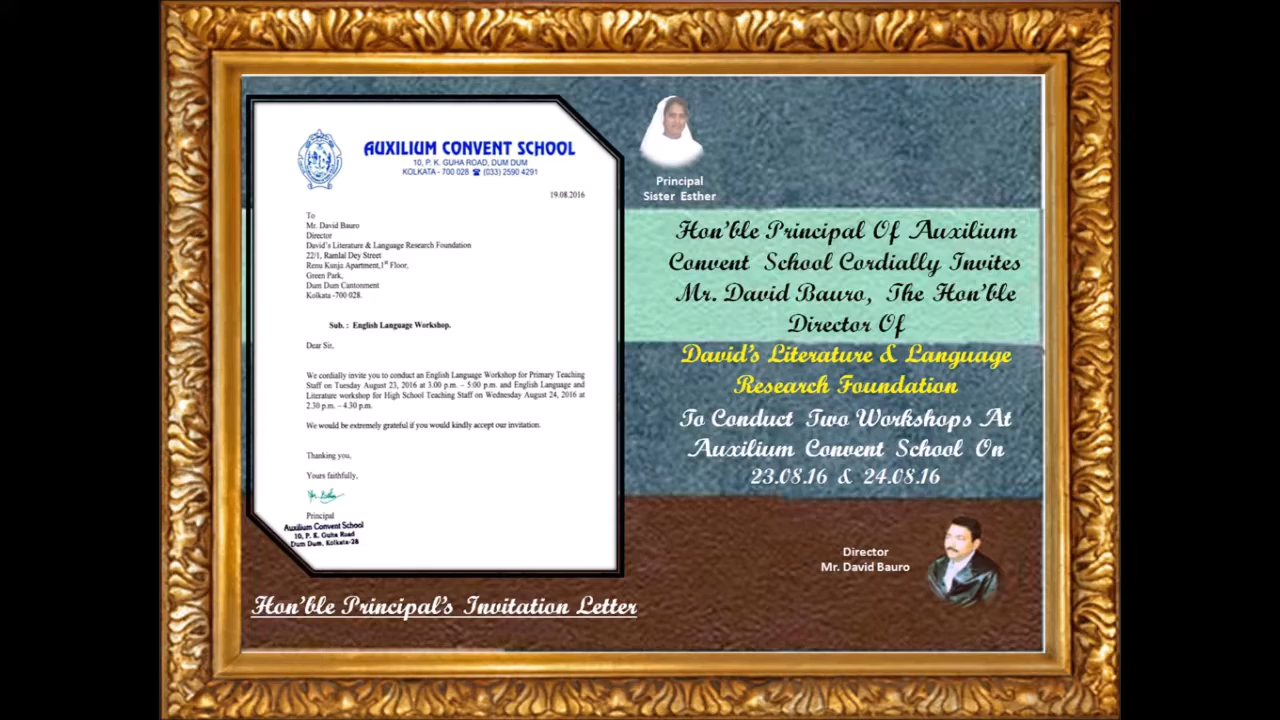 AUXILIUM CONVENT SCHOOL
10, P. K. GUHA ROAD, DUM DUM
KOLKATA - 700 028 ☎ (033) 2590 4291
19.08.2016
To
Mr. David Bauro
Director
David's Literature & Language Research Foundation
22/1, Ramlal Dey Street
Renu Kunja Apartment,1st Floor,
Green Park,
Dum Dum Cantonment
Kolkata -700 028.
Sub. : English Language Workshop.
Dear Sir,
We cordially invite you to conduct an English Language Workshop for Primary Teaching
Staff on Tuesday August 23, 2016 at 3.00 p.m. – 5:00 p.m. and English Language and
Literature workshop for High School Teaching Staff on Wednesday August 24, 2016 at
2.30 p.m. – 4.30 p.m.
We would be extremely grateful if you would kindly accept our invitation.
Thanking you,
Yours faithfully,
Principal
Auxilium Convent School
10, P. K. Guha Road
Dum Dum, Kolkata-28
Hon'ble Principal's Invitation Letter
Principal
Sister Esther
Hon'ble Principal Of Auxilium
Convent School Cordially Invites
Mr. David Bauro, The Hon'ble
Director Of
David's Literature & Language
Research Foundation
To Conduct Two Workshops At
Auxilium Convent School On
23.08.16 & 24.08.16
Director
Mr. David Bauro